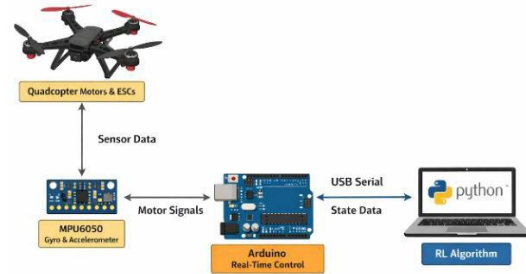 Quadcopter Motors & ESCs
Sensor Data
MPU6050
Gyro & Accelerometer
Motor Signals
Arduino
Real-Time Control
USB Serial
State Data
python
RL Algorithm